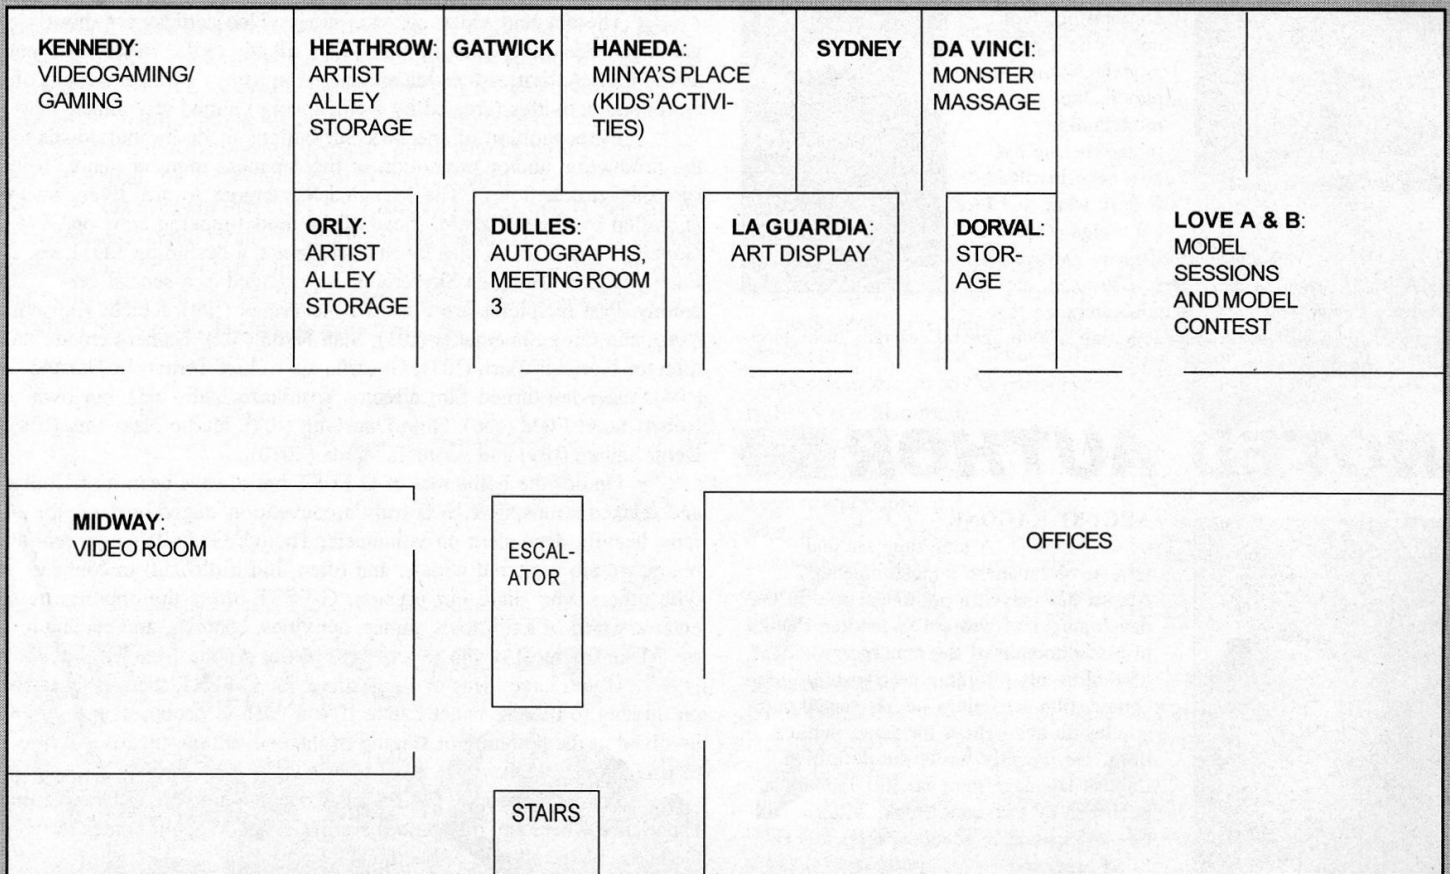 KENNEDY:
VIDEOGAMING/
GAMING
HEATHROW:
ARTIST
ALLEY
STORAGE
GATWICK
HANEDA:
MINYA'S PLACE
(KIDS' ACTIVI-
TIES)
SYDNEY
DA VINCI:
MONSTER
MASSAGE
ORLY:
ARTIST
ALLEY
STORAGE
DULLES:
AUTOGRAPHS,
MEETING ROOM
3
LA GUARDIA:
ART DISPLAY
DORVAL:
STOR-
AGE
LOVE A & B:
MODEL
SESSIONS
AND MODEL
CONTEST
MIDWAY:
VIDEO ROOM
ESCAL-
ATOR
OFFICES
STAIRS